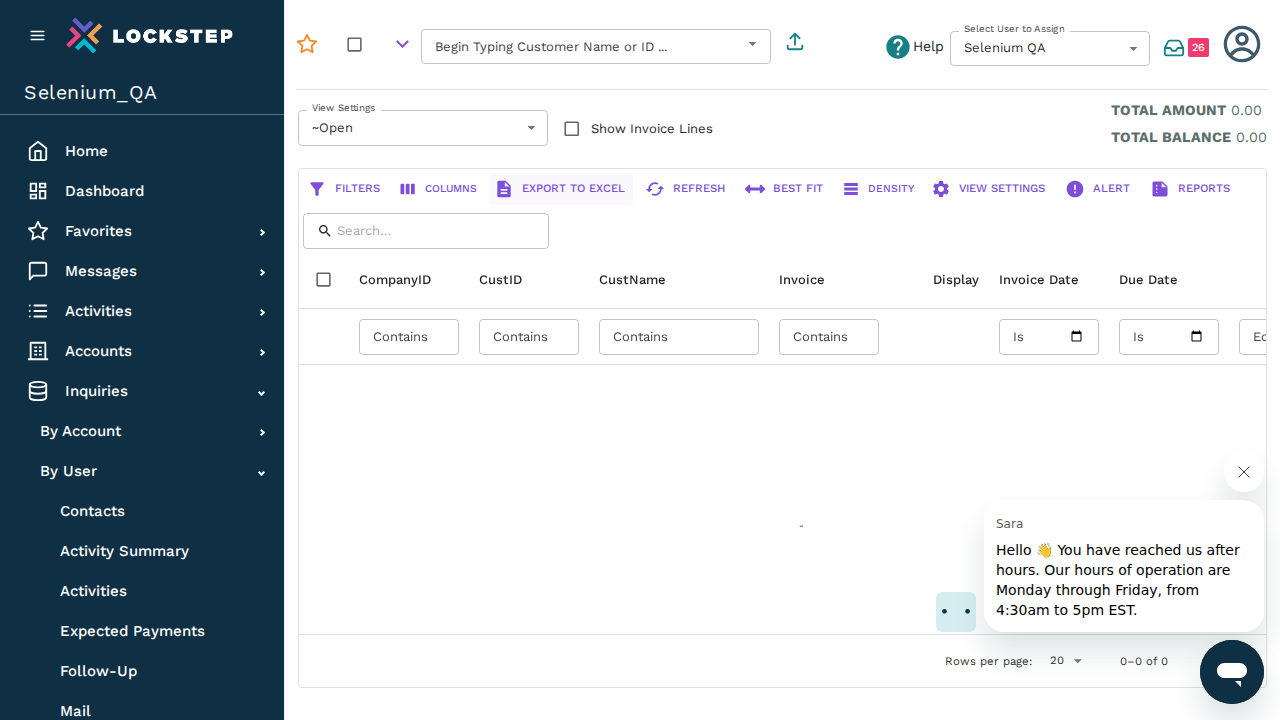 LOCKSTEP
Selenium_QA
Home
Dashboard
Favorites
Messages
Activities
Accounts
Inquiries
By Account
By User
Contacts
Activity Summary
Activities
Expected Payments
Follow-Up
Mail
Begin Typing Customer Name or ID ...
Help
Select User to Assign
Selenium QA
26
View Settings
~Open
Show Invoice Lines
TOTAL AMOUNT 0.00
TOTAL BALANCE 0.00
FILTERS COLUMNS EXPORT TO EXCEL REFRESH BEST FIT DENSITY VIEW SETTINGS ALERT REPORTS
Search...
CompanyID CustID CustName Invoice Display Invoice Date Due Date
Contains Contains Contains Contains Is Is
Sara
Hello 👋 You have reached us after
hours. Our hours of operation are
Monday through Friday, from
4:30am to 5pm EST.
Rows per page: 20 0–0 of 0